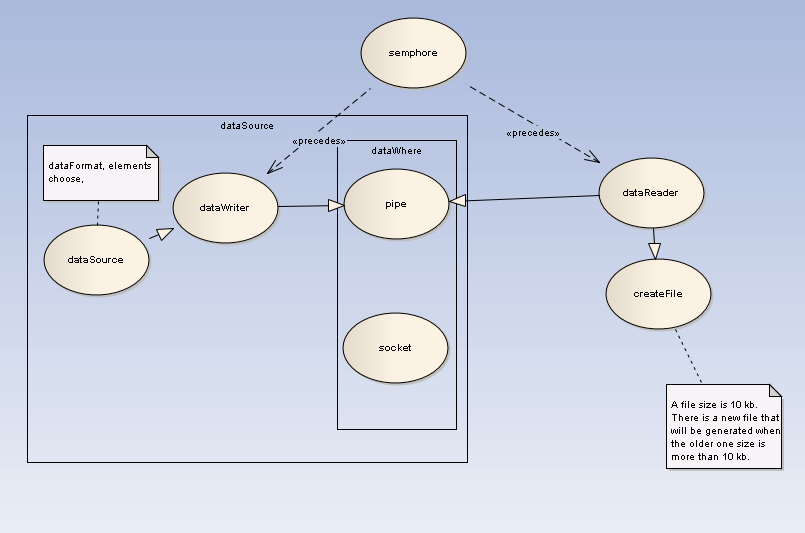 semphore
dataSource
«precedes»
«precedes»
dataWhere
dataFormat, elements
choose,
dataWriter
pipe
dataReader
dataSource
createFile
socket
A file size is 10 kb.
There is a new file that
will be generated when
the older one size is
more than 10 kb.